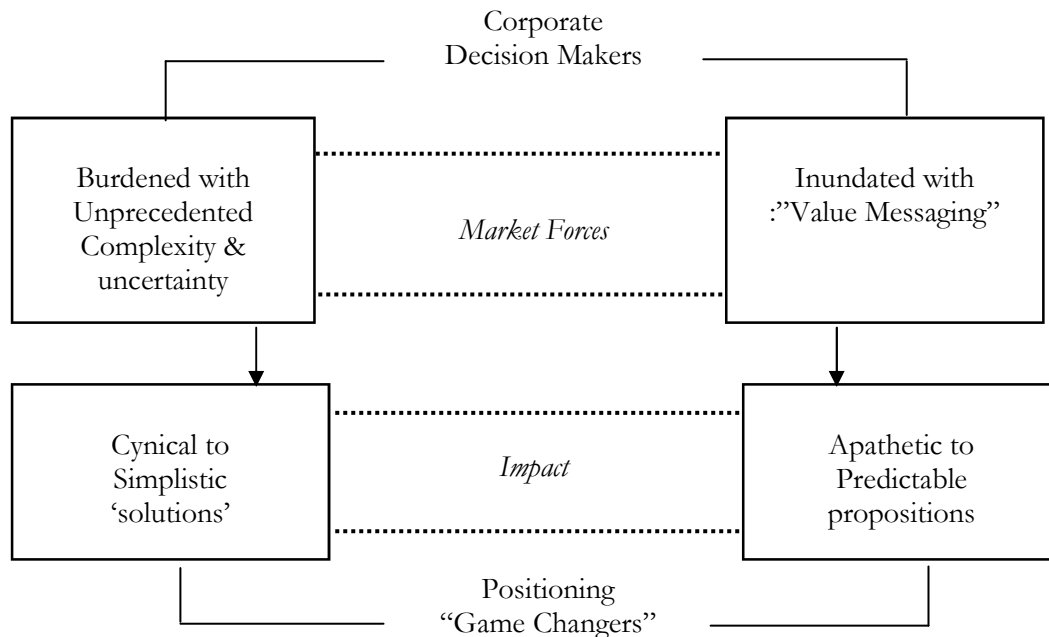 Corporate
Decision Makers
Burdened with
Unprecedented
Complexity &
uncertainty
Market Forces
Inundated with
:”Value Messaging”
Cynical to
Simplistic
‘solutions’
Impact
Apathetic to
Predictable
propositions
Positioning
“Game Changers”